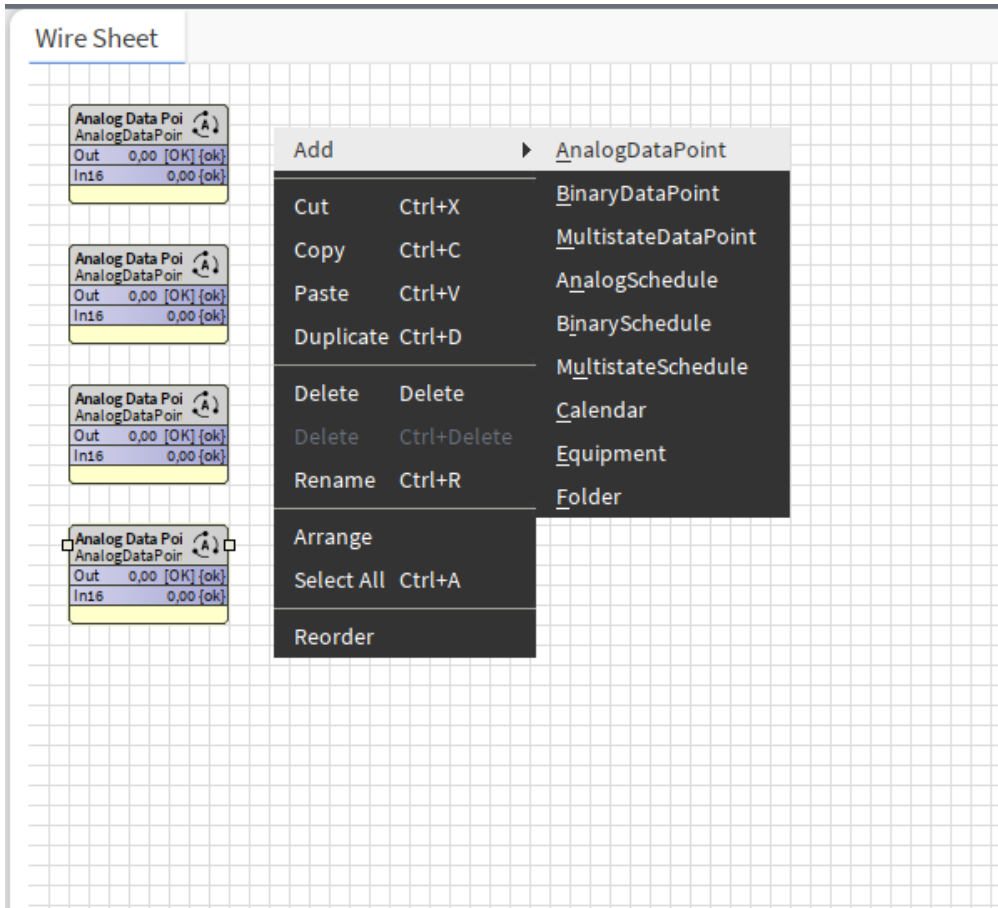 Wire Sheet
Analog Data Poi
AnalogDataPoir
Out 0,00 [OK] {ok}
In16 0,00 {ok}
Analog Data Poi
AnalogDataPoir
Out 0,00 [OK] {ok}
In16 0,00 {ok}
Analog Data Poi
AnalogDataPoir
Out 0,00 [OK] {ok}
In16 0,00 {ok}
Analog Data Poi
AnalogDataPoir
Out 0,00 [OK] {ok}
In16 0,00 {ok}
Add
Cut Ctrl+X
Copy Ctrl+C
Paste Ctrl+V
Duplicate Ctrl+D
Delete Delete
Delete Ctrl+Delete
Rename Ctrl+R
Arrange
Select All Ctrl+A
Reorder
AnalogDataPoint
BinaryDataPoint
MultistateDataPoint
AnalogSchedule
BinarySchedule
MultistateSchedule
Calendar
Equipment
Folder